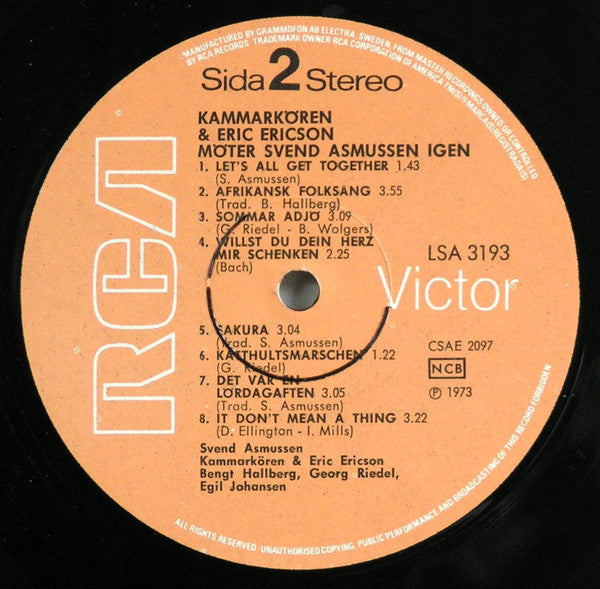 MANUFACTURED BY GRAMMOFON AB ELECTRA, SWEDEN, FROM MASTER RECORDINGS OWNED OR CONTROLLED
BY RCA RECORDS TRADEMARK OWNER RCA CORPORATION OF AMERICA TM(S)® MARCA(S) REGISTRADA(S)
Sida 2 Stereo
KAMMARKÖREN
& ERIC ERICSON
MÖTER SVEND ASMUSSEN IGEN
1. LET'S ALL GET TOGETHER 1.43
(S. Asmussen)
2. AFRIKANSK FOLKSÅNG 3.55
(Trad. B. Hallberg)
3. SOMMAR ADJÖ 3.09
(G. Riedel - B. Wolgers)
4. WILLST DU DEIN HERZ
MIR SCHENKEN 2.25
(Bach)
LSA 3193
RCA
Victor
5. SAKURA 3.04
(Trad. S. Asmussen)
6. KATTHULTSMARSCHEN 1.22
(G. Riedel)
7. DET VAR EN
LÖRDAGAFTEN 3.05
(Trad. S. Asmussen)
8. IT DON'T MEAN A THING 3.22
(D. Ellington - I. Mills)
CSAE 2097
NCB
℗ 1973
Svend Asmussen
Kammarkören & Eric Ericson
Bengt Hallberg, Georg Riedel,
Egil Johansen
ALL RIGHTS RESERVED. UNAUTHORISED COPYING, PUBLIC PERFORMANCE AND BROADCASTING OF THIS RECORD FORBIDDEN